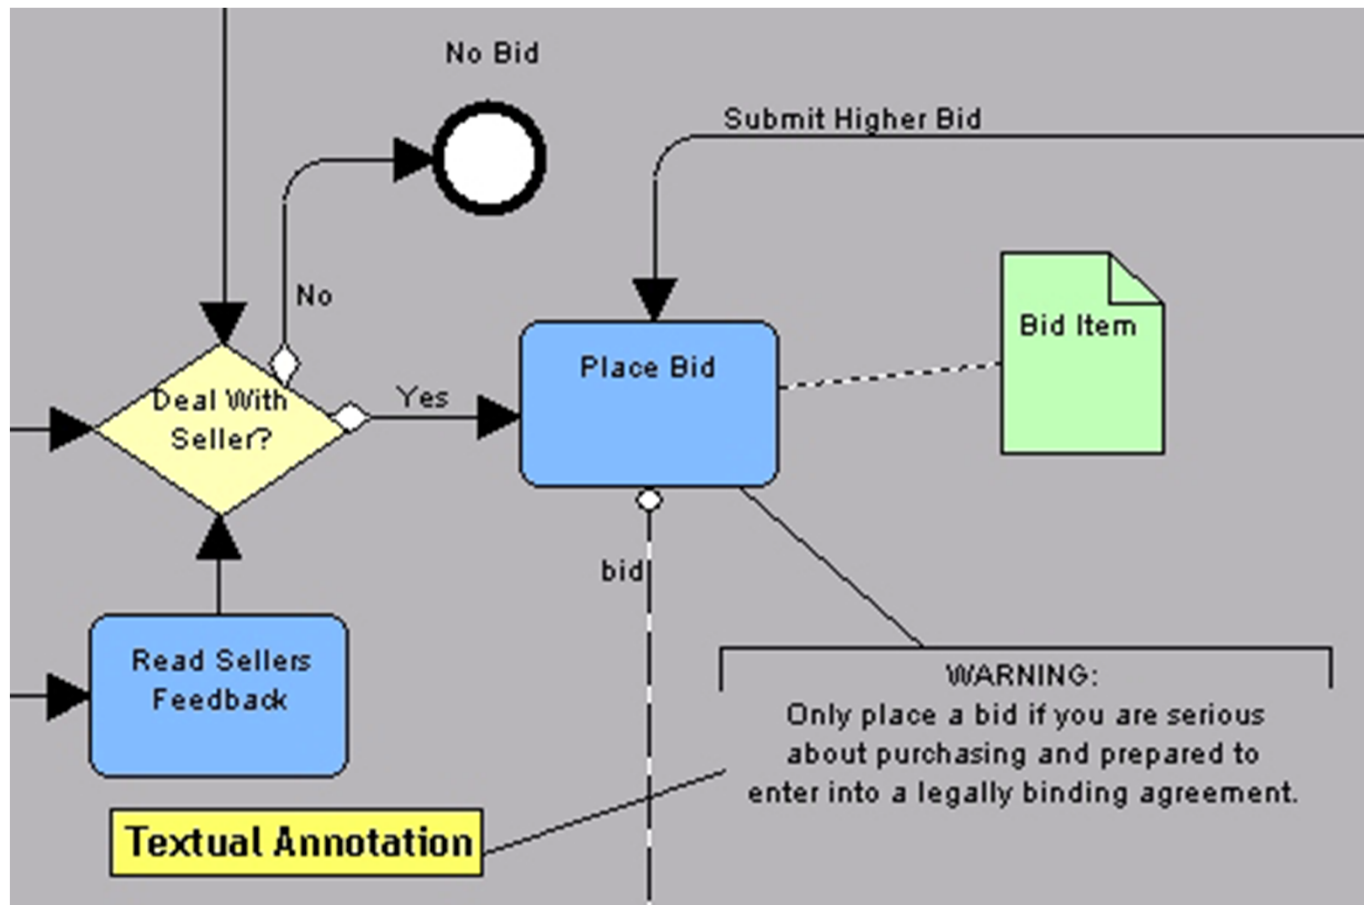 No Bid
Submit Higher Bid
No
Bid Item
Place Bid
Deal With
Seller?
Yes
bid
Read Sellers
Feedback
WARNING:
Only place a bid if you are serious
about purchasing and prepared to
enter into a legally binding agreement.
Textual Annotation